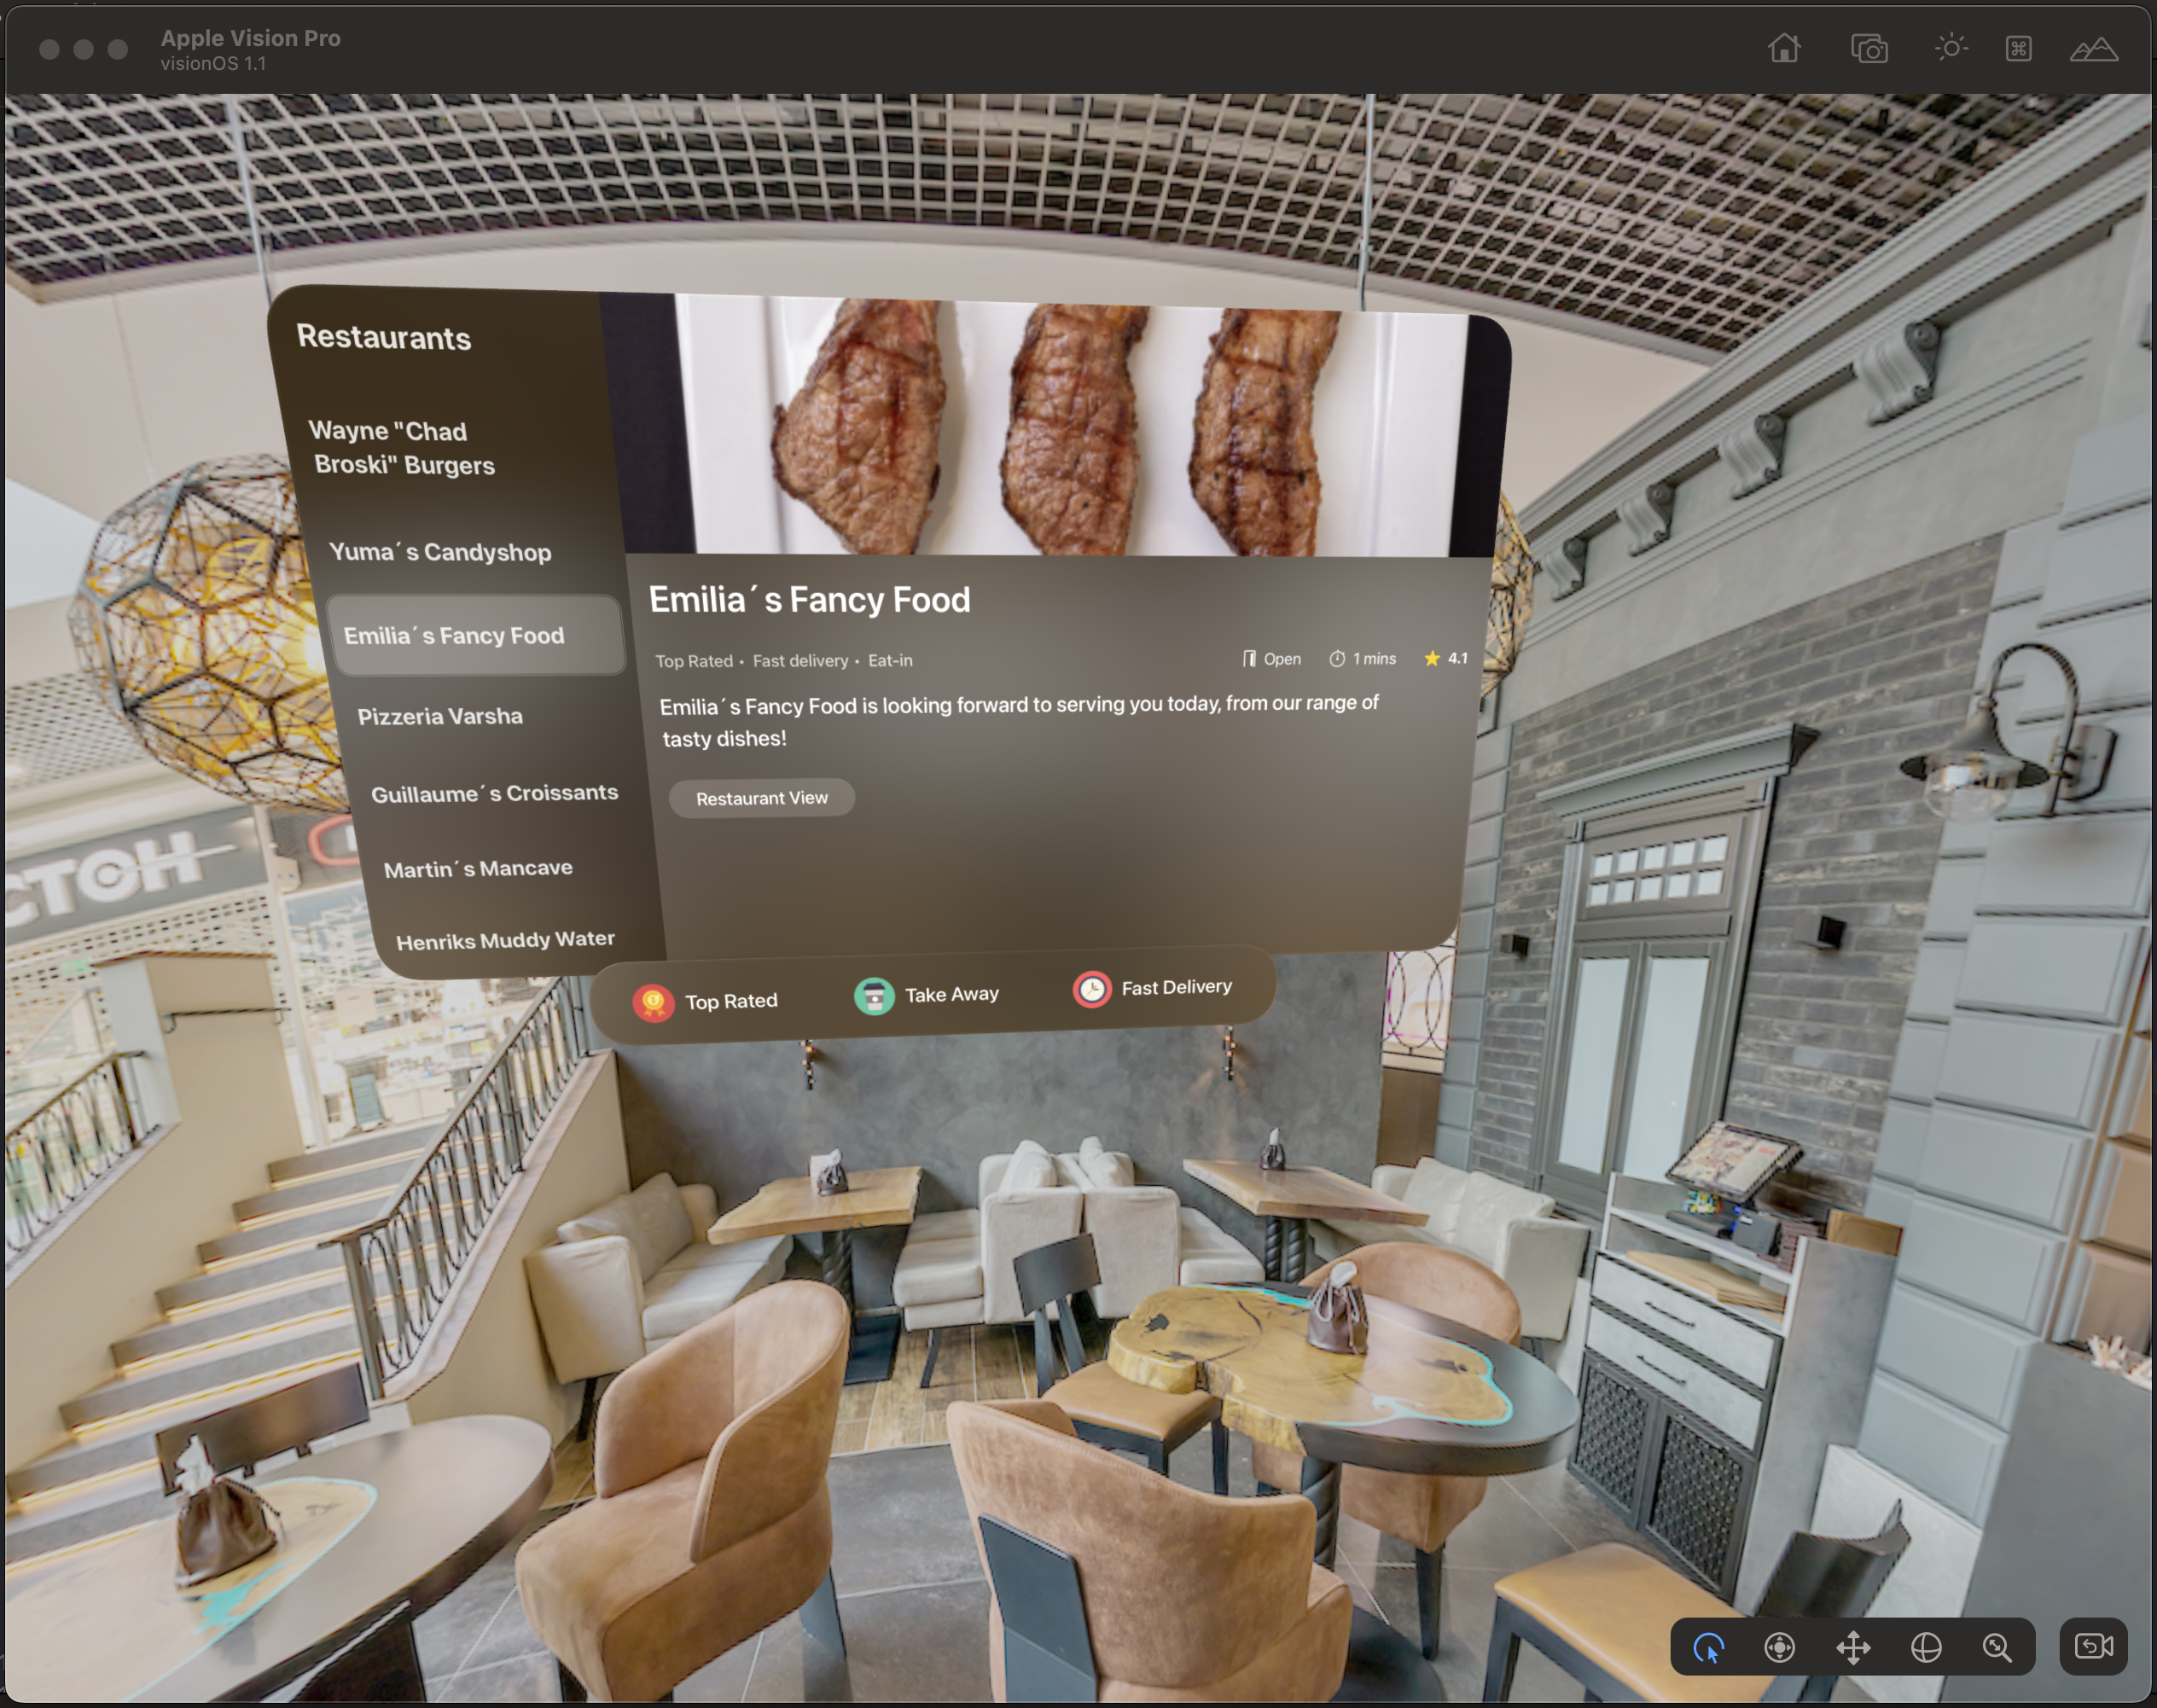 Apple Vision Pro
visionOS 1.1
Restaurants
Wayne "Chad
Broski" Burgers
Yuma´s Candyshop
Emilia´s Fancy Food
Pizzeria Varsha
Guillaume´s Croissants
Martin´s Mancave
Henriks Muddy Water
Emilia´s Fancy Food
Top Rated • Fast delivery • Eat-in
Open 1 mins 4.1
Emilia´s Fancy Food is looking forward to serving you today, from our range of
tasty dishes!
Restaurant View
Top Rated Take Away Fast Delivery
СТОН